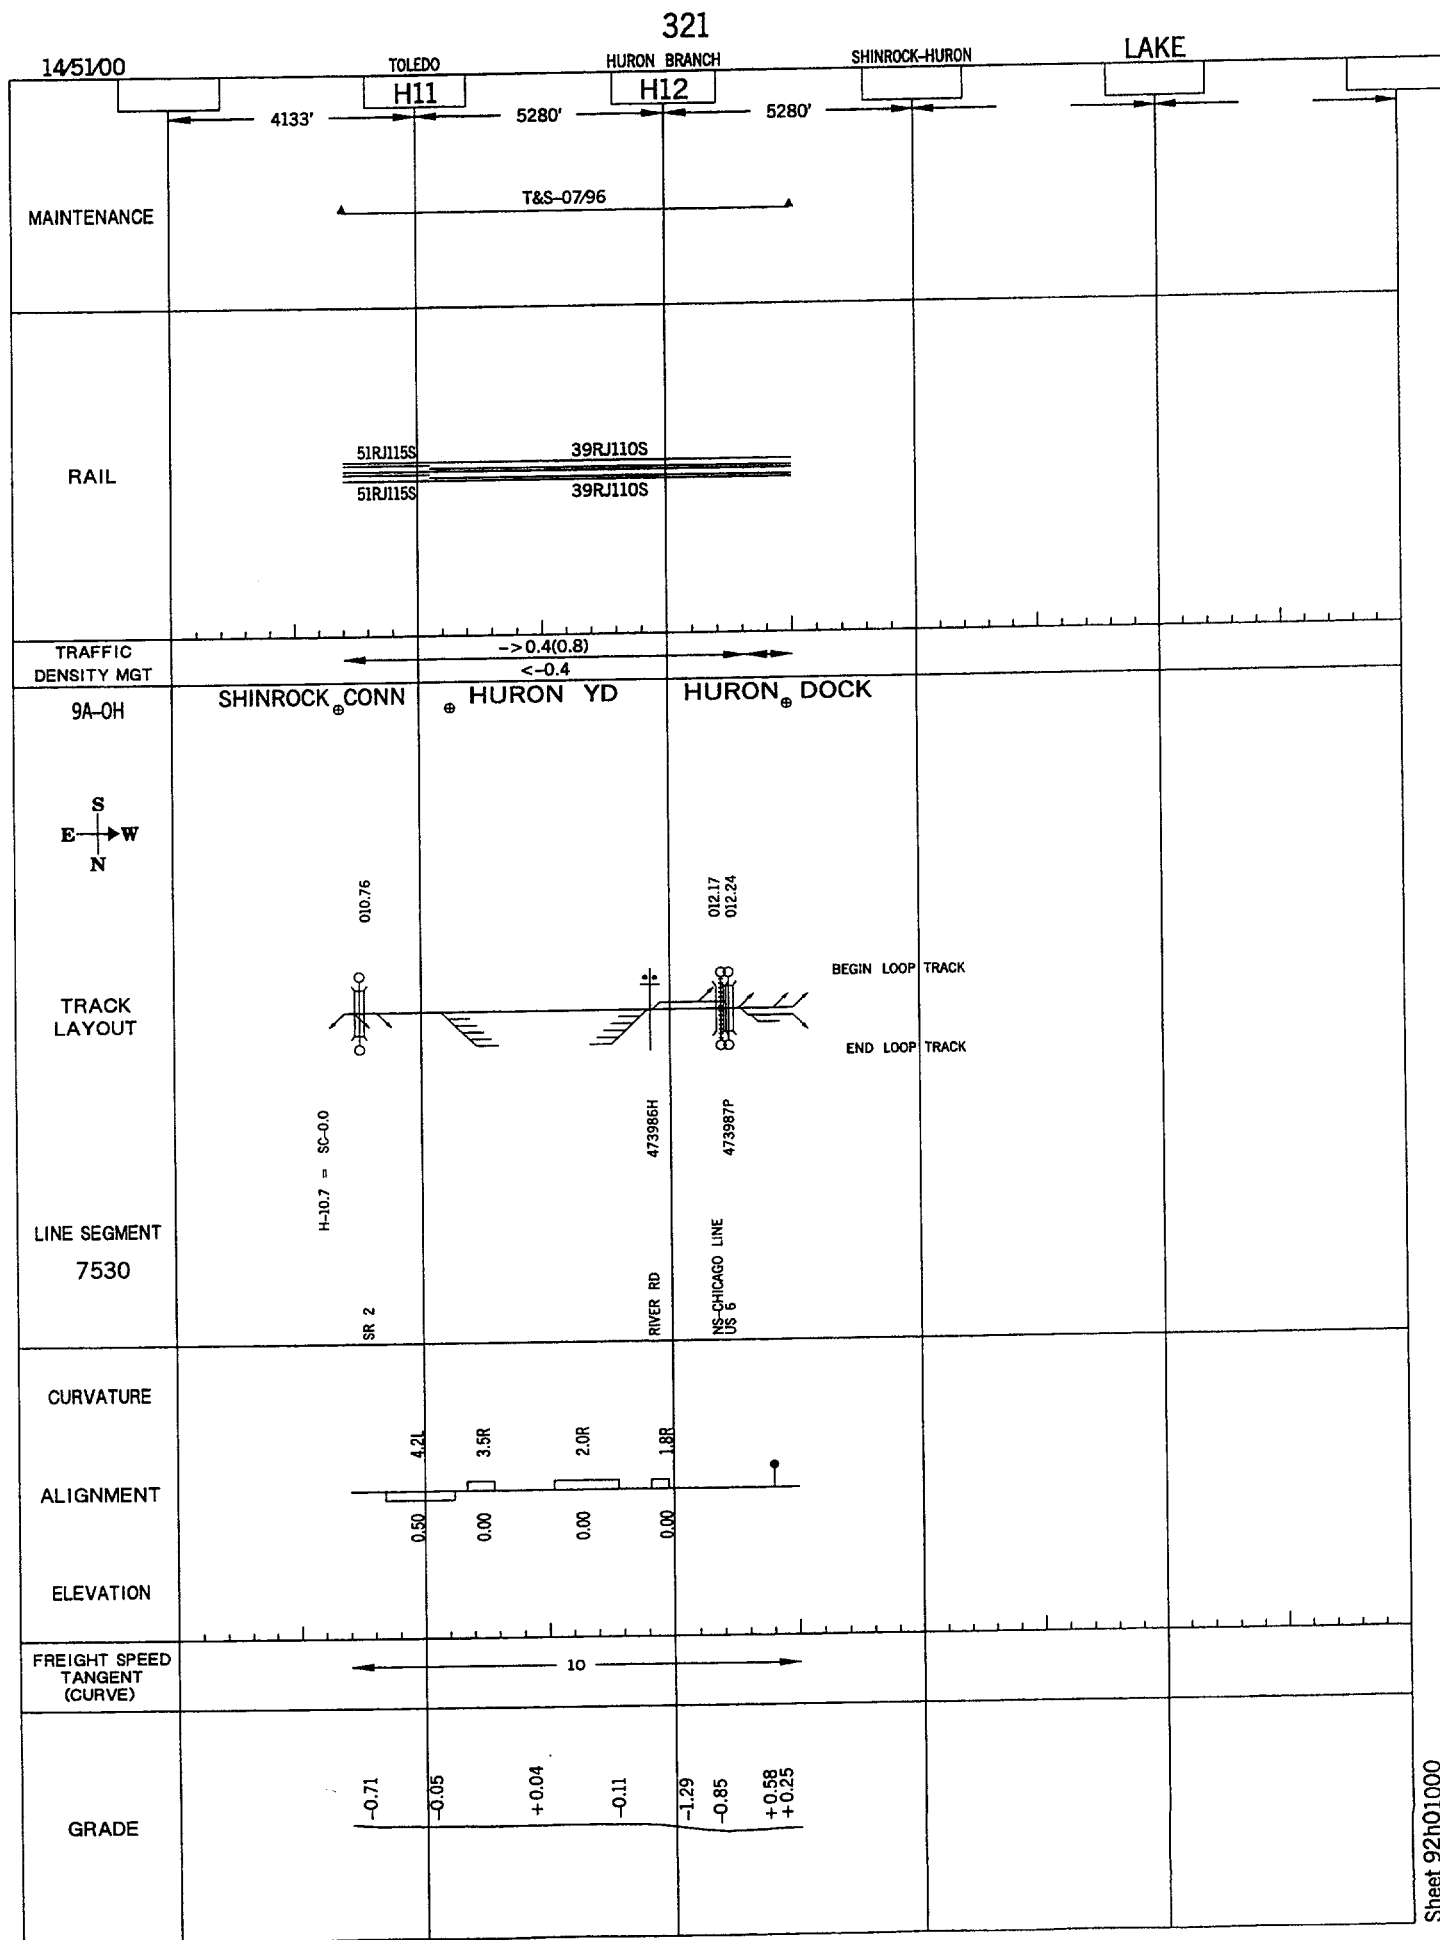 321
14/51/00
TOLEDO
HURON BRANCH
SHINROCK-HURON
LAKE
H11
H12
4133'
5280'
5280'
MAINTENANCE
T&S-07/96
RAIL
51RJ115S
39RJ110S
51RJ115S
39RJ110S
TRAFFIC
DENSITY MGT
->0.4(0.8)
<-0.4
9A-OH
SHINROCK CONN
HURON YD
HURON DOCK
S
E
W
N
010.76
012.17
012.24
TRACK
LAYOUT
BEGIN LOOP TRACK
END LOOP TRACK
H-10.7 = SC-0.0
473986H
473987P
LINE SEGMENT
7530
SR 2
RIVER RD
NS-CHICAGO LINE
US 6
CURVATURE
4.2L
3.5R
2.0R
1.8R
ALIGNMENT
0.50
0.00
0.00
0.00
ELEVATION
FREIGHT SPEED
TANGENT
(CURVE)
10
GRADE
-0.71
-0.05
+0.04
-0.11
-1.29
-0.85
+0.58
+0.25
Sheet 92h01000